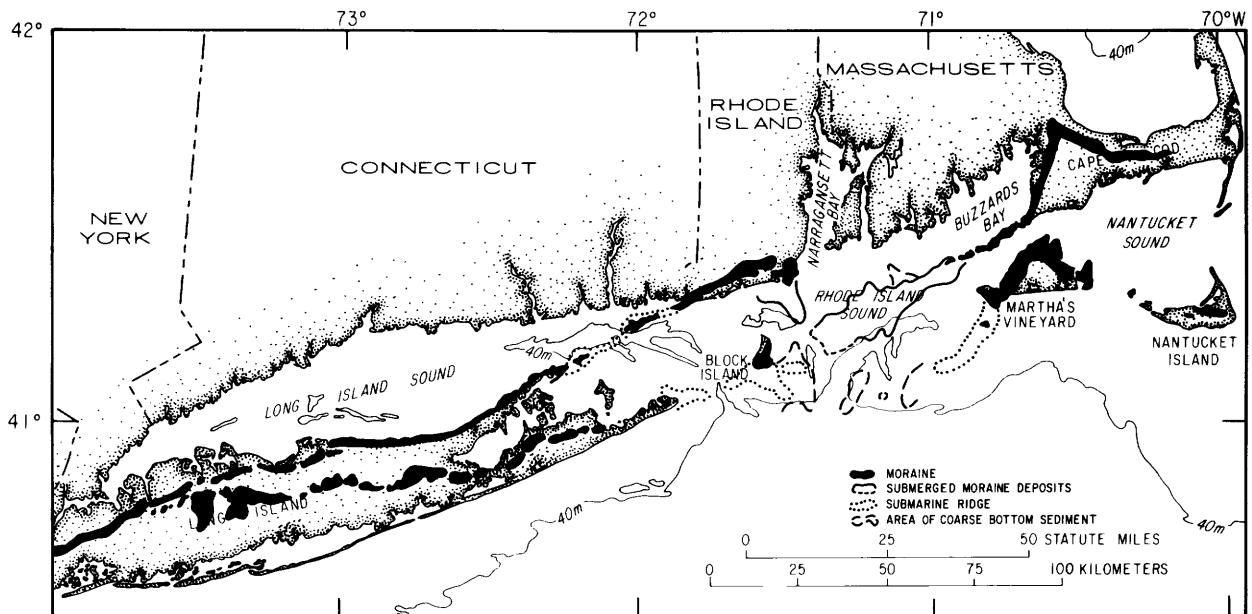 73° 72° 71° 70°W
42°
40m
MASSACHUSETTS
RHODE
ISLAND
CONNECTICUT
NEW
YORK
NARRAGANSETT
BAY
BUZZARDS
BAY
CAPE COD
NANTUCKET
SOUND
RHODE ISLAND
SOUND
MARTHA'S
VINEYARD
NANTUCKET
ISLAND
BLOCK
ISLAND
40m
LONG ISLAND SOUND
41°
LONG ISLAND
40m
40m
MORAINE
SUBMERGED MORAINE DEPOSITS
SUBMARINE RIDGE
AREA OF COARSE BOTTOM SEDIMENT
0 25 50 STATUTE MILES
0 25 50 75 100 KILOMETERS
73° 72° 71°